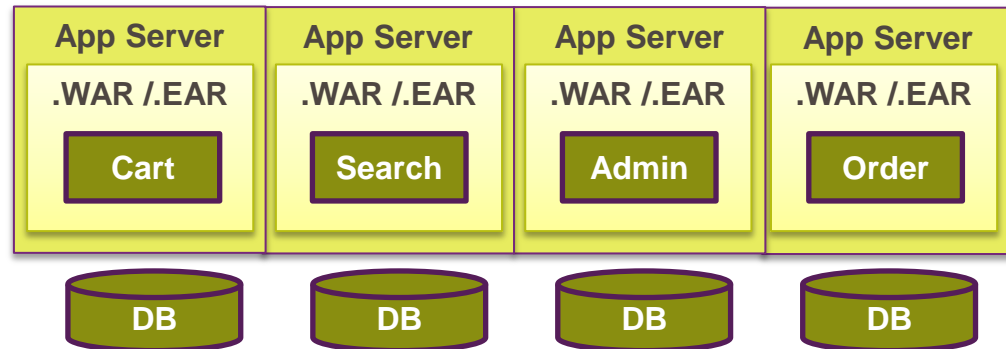 App Server App Server App Server App Server
.WAR /.EAR .WAR /.EAR .WAR /.EAR .WAR /.EAR
Cart Search Admin Order
DB DB DB DB